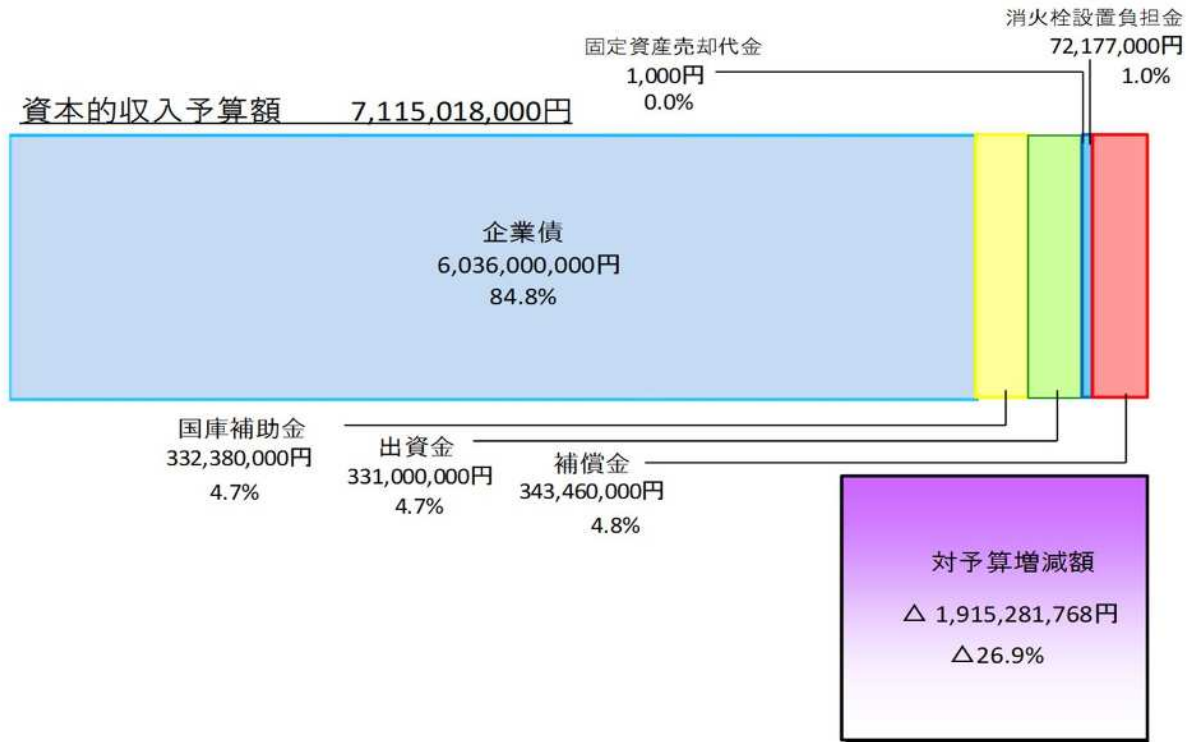 消火栓設置負担金
72,177,000円
1.0%
固定資産売却代金
1,000円
0.0%
資本的収入予算額 7,115,018,000円
企業債
6,036,000,000円
84.8%
国庫補助金
332,380,000円
4.7%
出資金
331,000,000円
4.7%
補償金
343,460,000円
4.8%
対予算増減額
△ 1,915,281,768円
△26.9%